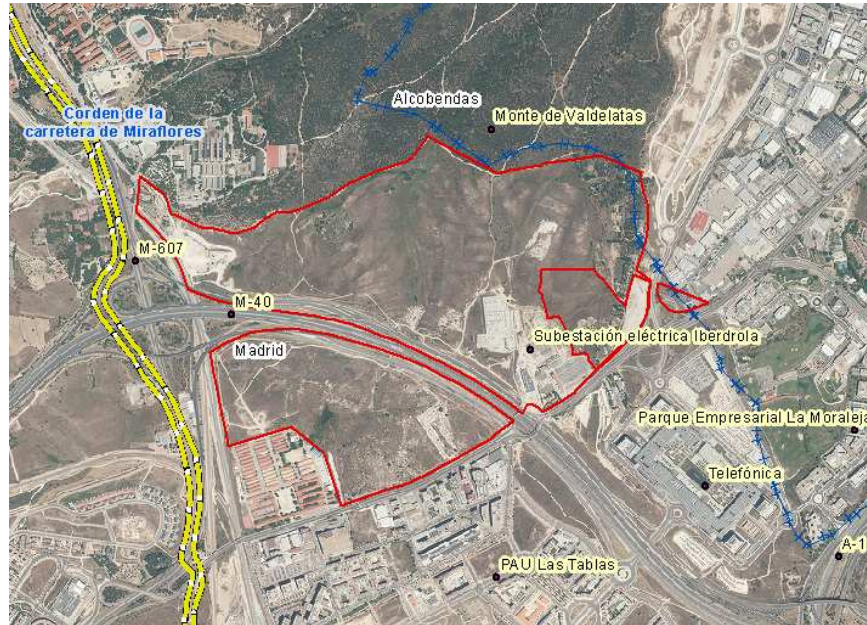 Alcobendas
Corden de la
carretera de Miraflores
Monte de Valdelatas
M-607
M-40
Madrid
Subestación eléctrica Iberdrola
Parque Empresarial La Moraleja
Telefónica
A-1
PAU Las Tablas